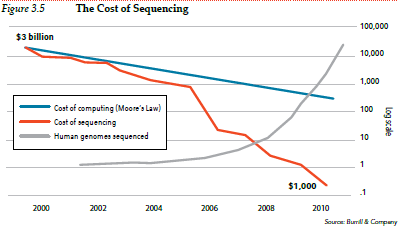 Figure 3.5 The Cost of Sequencing
$3 billion
100,000
10,000
1,000
100
10
1
.1
Log scale
Cost of computing (Moore's Law)
Cost of sequencing
Human genomes sequenced
$1,000
2000 2002 2004 2006 2008 2010
Source: Burrill & Company